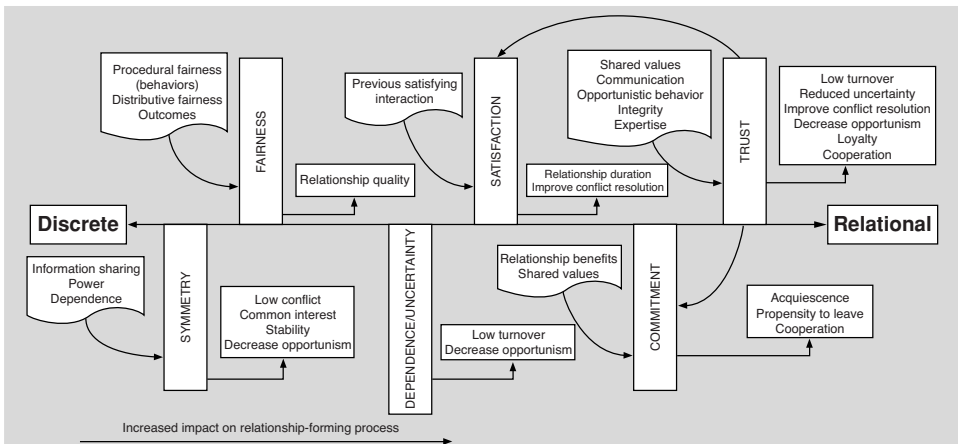 Procedural fairness
(behaviors)
Distributive fairness
Outcomes
FAIRNESS
Relationship quality
Previous satisfying
interaction
SATISFACTION
Relationship duration
Improve conflict resolution
Shared values
Communication
Opportunistic behavior
Integrity
Expertise
TRUST
Low turnover
Reduced uncertainty
Improve conflict resolution
Decrease opportunism
Loyalty
Cooperation
Discrete
Relational
Information sharing
Power
Dependence
SYMMETRY
Low conflict
Common interest
Stability
Decrease opportunism
DEPENDENCE/UNCERTAINTY
Low turnover
Decrease opportunism
Relationship benefits
Shared values
COMMITMENT
Acquiescence
Propensity to leave
Cooperation
Increased impact on relationship-forming process